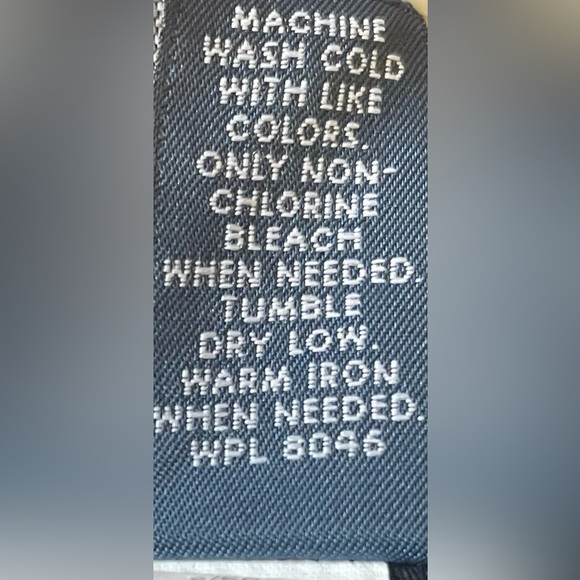 MACHINE
WASH COLD
WITH LIKE
COLORS.
ONLY NON-
CHLORINE
BLEACH
WHEN NEEDED.
TUMBLE
DRY LOW.
WARM IRON
WHEN NEEDED.
WPL 8046